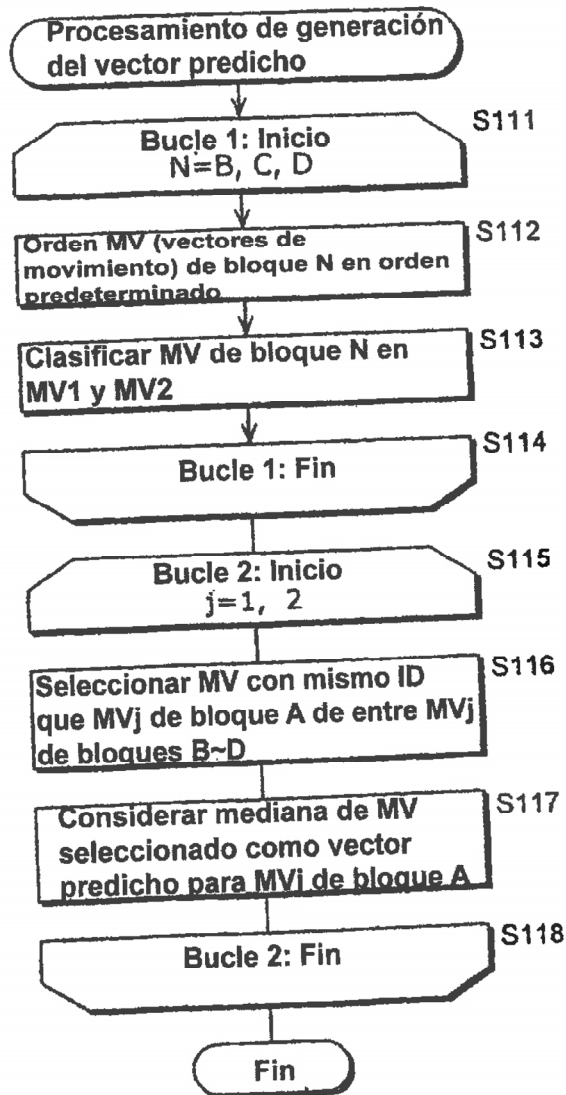 Procesamiento de generación
del vector predicho
S111
Bucle 1: Inicio
N=B, C, D
S112
Orden MV (vectores de
movimiento) de bloque N en orden
predeterminado
S113
Clasificar MV de bloque N en
MV1 y MV2
S114
Bucle 1: Fin
S115
Bucle 2: Inicio
j=1, 2
S116
Seleccionar MV con mismo ID
que MVj de bloque A de entre MVj
de bloques B~D
S117
Considerar mediana de MV
seleccionado como vector
predicho para MVj de bloque A
S118
Bucle 2: Fin
Fin